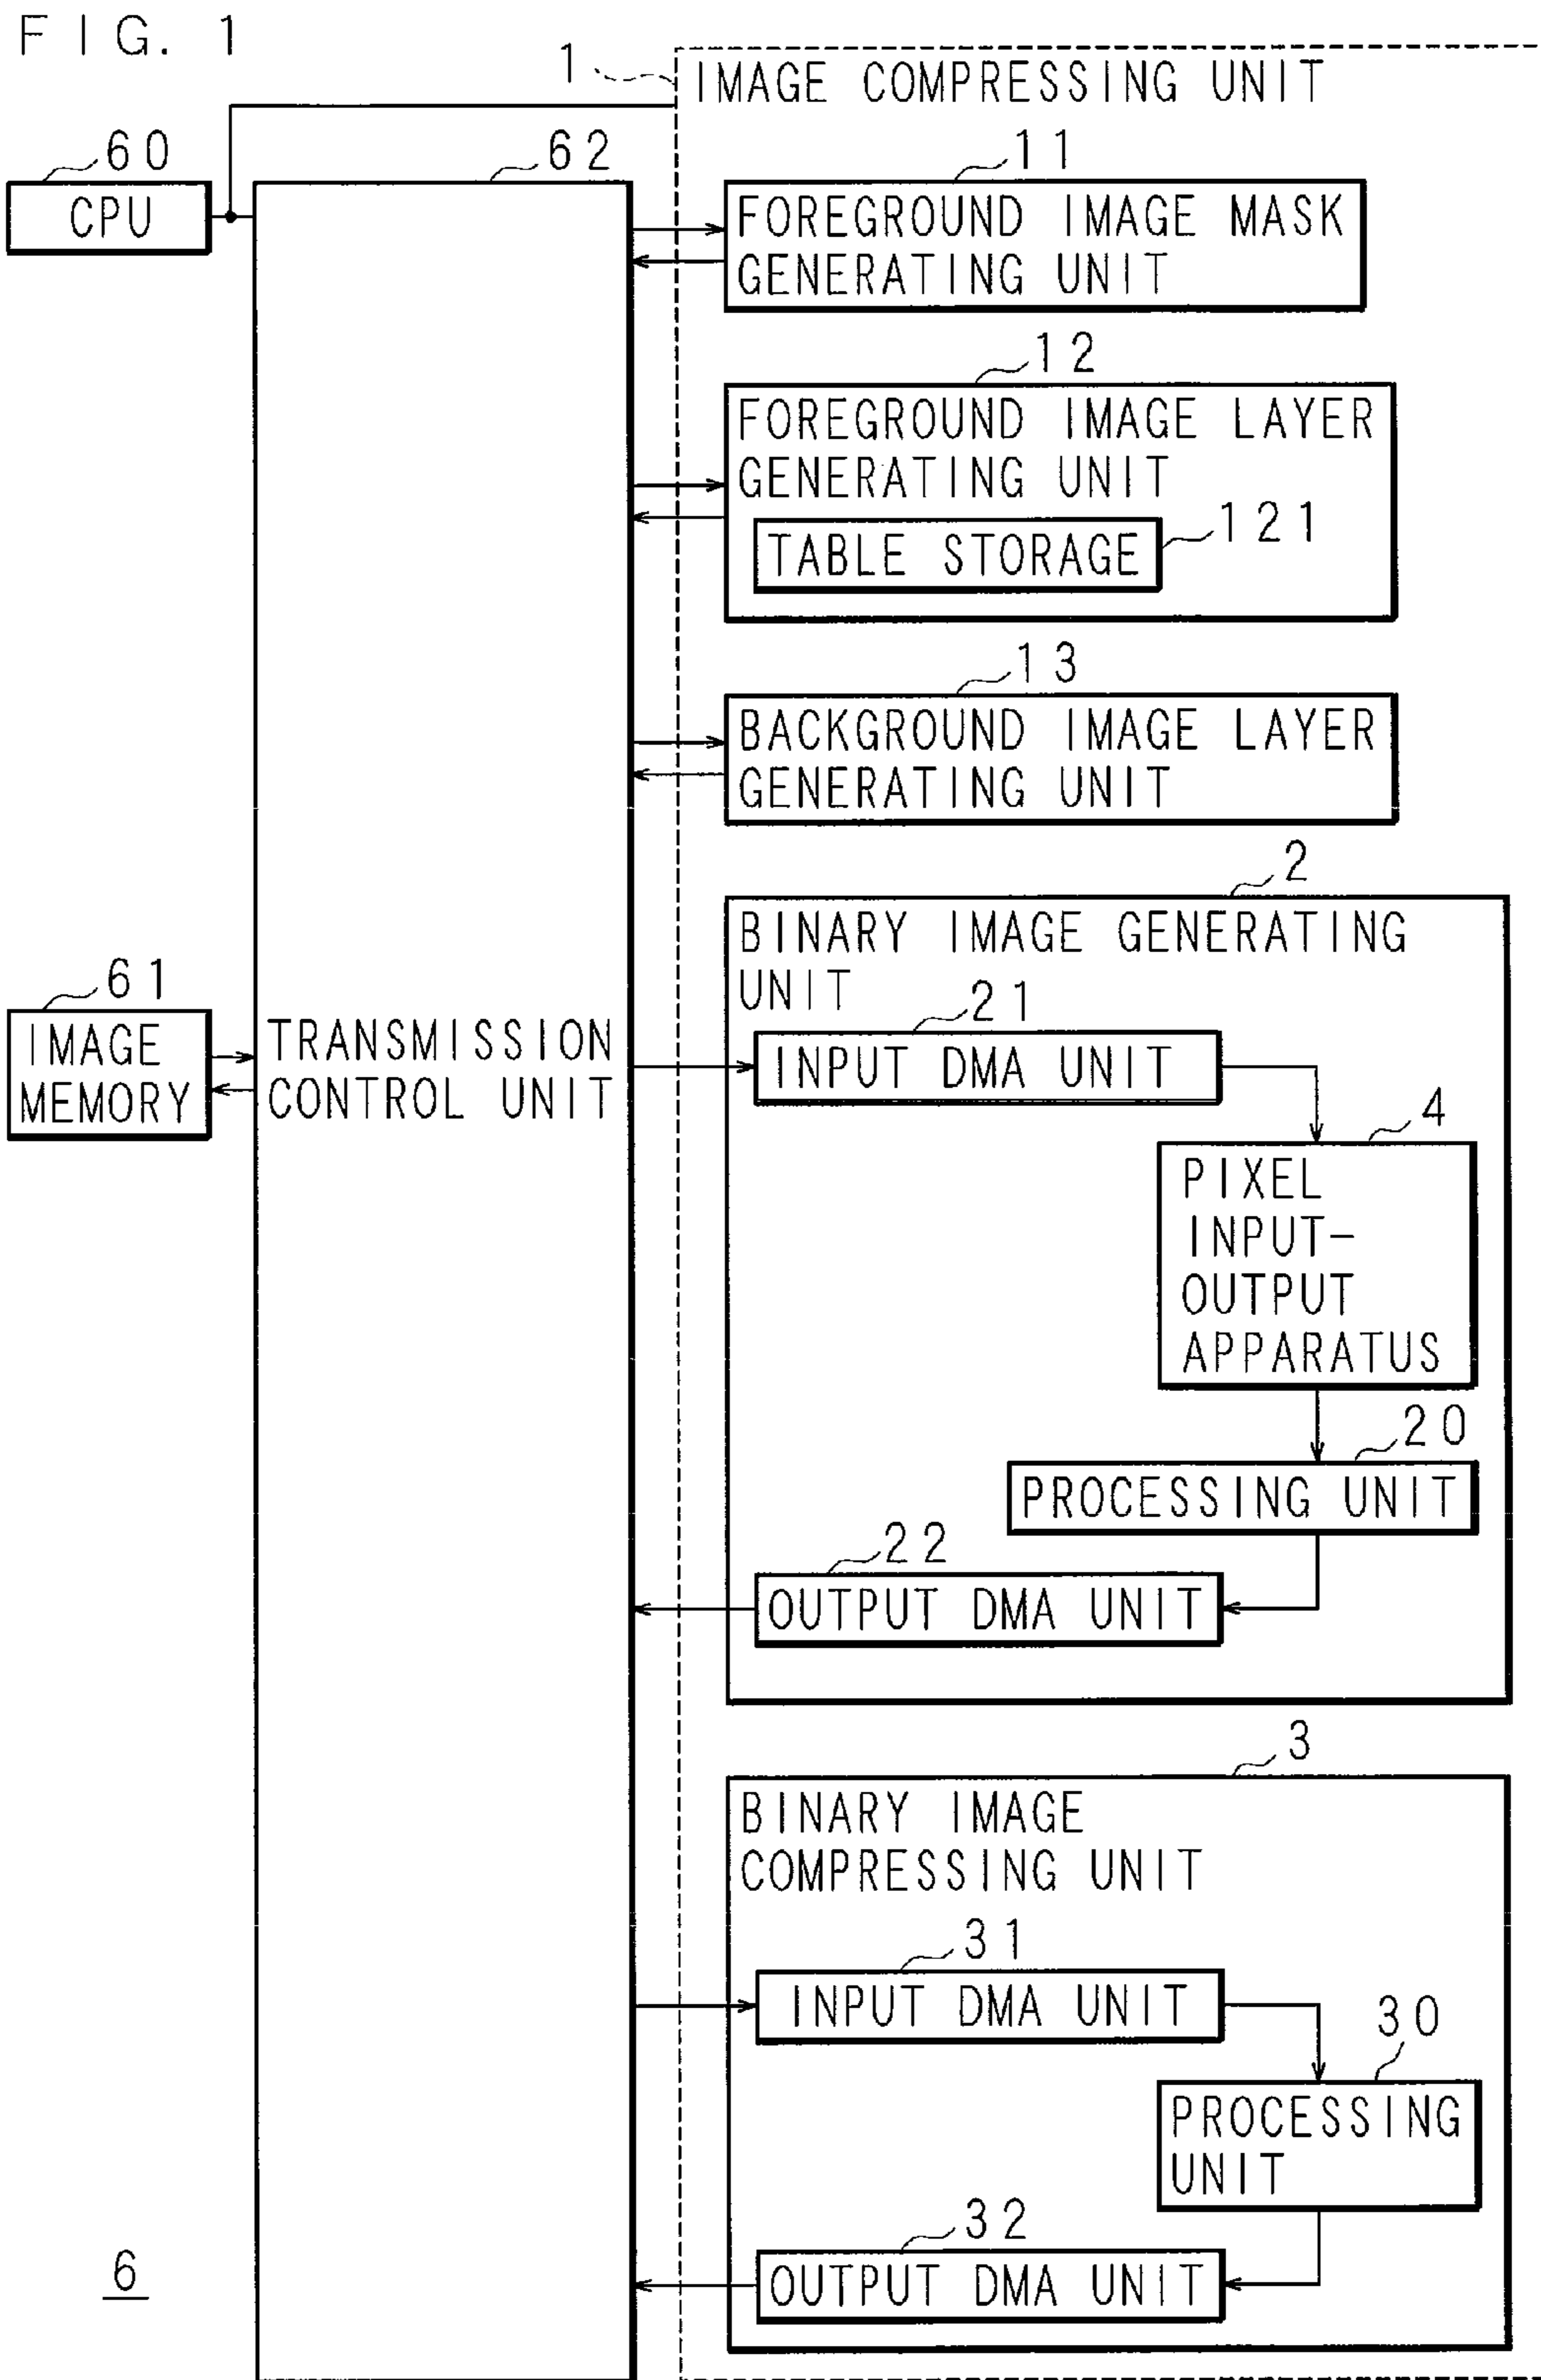 FIG. 1
1
IMAGE COMPRESSING UNIT
60
CPU
62
11
FOREGROUND IMAGE MASK
GENERATING UNIT
12
FOREGROUND IMAGE LAYER
GENERATING UNIT
121
TABLE STORAGE
13
BACKGROUND IMAGE LAYER
GENERATING UNIT
2
BINARY IMAGE GENERATING
UNIT
61
IMAGE
MEMORY
TRANSMISSION
CONTROL UNIT
21
INPUT DMA UNIT
4
PIXEL
INPUT-
OUTPUT
APPARATUS
20
PROCESSING UNIT
22
OUTPUT DMA UNIT
3
BINARY IMAGE
COMPRESSING UNIT
31
INPUT DMA UNIT
30
PROCESSING
UNIT
32
OUTPUT DMA UNIT
6